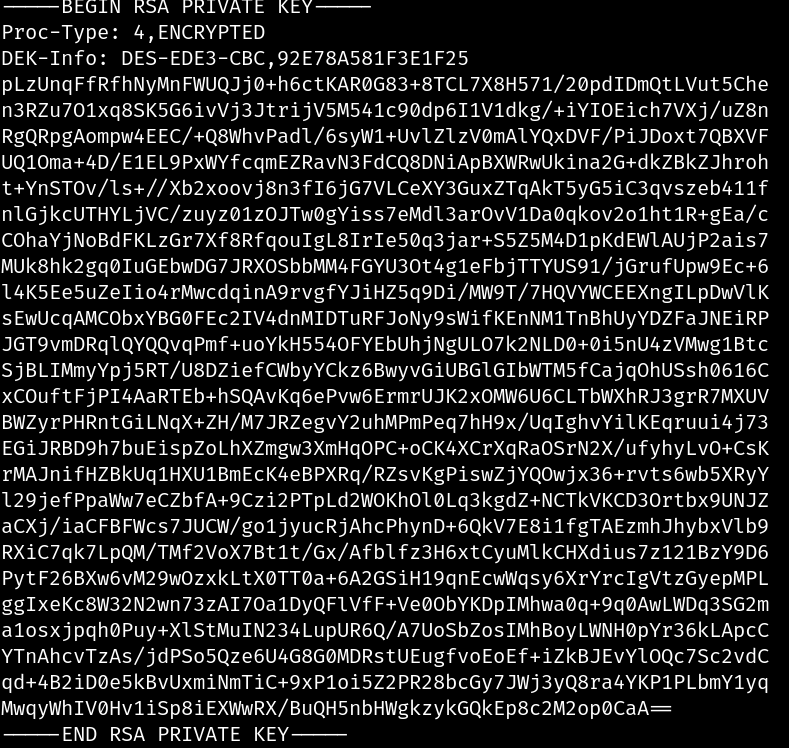 -----BEGIN RSA PRIVATE KEY-----
Proc-Type: 4,ENCRYPTED
DEK-Info: DES-EDE3-CBC,92E78A581F3E1F25
pLzUnqFfRfhNyMnFWUQJj0+h6ctKAR0G83+8TCL7X8H571/20pdIDmQtLVut5Che
n3RZu7O1xq8SK5G6ivVj3JtrijV5M541c90dp6I1V1dkg/+iYIOEich7VXj/uZ8n
RgQRpgAompw4EEC/+Q8WhvPadl/6syW1+UvlZlzV0mAlYQxDVF/PiJDoxt7QBXVF
UQ1Oma+4D/E1EL9PxWYfcqmEZRavN3FdCQ8DNiApBXWRwUkina2G+dkZBkZJhroh
t+YnSTOv/ls+//Xb2xoovj8n3fI6jG7VLCeXY3GuxZTqAkT5yG5iC3qvszeb411f
nlGjkcUTHYLjVC/zuyz01zOJTw0gYiss7eMdl3arOvV1Da0qkov2o1ht1R+gEa/c
COhaYjNoBdFKLzGr7Xf8RfqouIgL8IrIe50q3jar+S5Z5M4D1pKdEWlAUjP2ais7
MUk8hk2gq0IuGEbwDG7JRXOSbbMM4FGYU3Ot4g1eFbjTTYUS91/jGrufUpw9Ec+6
l4K5Ee5uZeIio4rMwcdqinA9rvgfYJiHZ5q9Di/MW9T/7HQVYWCEEXngILpDwVlK
sEwUcqAMCObxYBG0FEc2IV4dnMIDTuRFJoNy9sWifKEnNM1TnBhUyYDZFaJNEiRP
JGT9vmDRqlQYQQvqPmf+uoYkH554OFYEbUhjNgULO7k2NLD0+0i5nU4zVMwg1Btc
SjBLIMmyYpj5RT/U8DZiefCWbyYCkz6BwyvGiUBGlGIbWTM5fCajqOhUSsh0616C
xCOuftFjPI4AaRTEb+hSQAvKq6ePvw6ErmrUJK2xOMW6U6CLTbWXhRJ3grR7MXUV
BWZyrPHRntGiLNqX+ZH/M7JRZegvY2uhMPmPeq7hH9x/UqIghvYilKEqruui4j73
EGiJRBD9h7buEispZoLhXZmgw3XmHqOPC+oCK4XCrXqRaOSrN2X/ufyhyLvO+CsK
rMAJnifHZBkUq1HXU1BmEcK4eBPXRq/RZsvKgPiswZjYQOwjx36+rvts6wb5XRyY
l29jefPpaWw7eCZbfA+9Czi2PTpLd2WOKhOl0Lq3kgdZ+NCTkVKCD3Ortbx9UNJZ
aCXj/iaCFBFWcs7JUCW/go1jyucRjAhcPhynD+6QkV7E8i1fgTAEzmhJhybxVlb9
RXiC7qk7LpQM/TMf2VoX7Bt1t/Gx/Afblfz3H6xtCyuMlkCHXdius7z121BzY9D6
PytF26BXw6vM29wOzxkLtX0TT0a+6A2GSiH19qnEcwWqsy6XrYrcIgVtzGyepMPL
ggIxeKc8W32N2wn73zAI7Oa1DyQFlVfF+Ve0ObYKDpIMhwa0q+9q0AwLWDq3SG2m
a1osxjpqh0Puy+XlStMuIN234LupUR6Q/A7UoSbZosIMhBoyLWNH0pYr36kLApcC
YTnAhcvTzAs/jdPSo5Qze6U4G8G0MDRstUEugfvoEoEf+iZkBJEvYlOQc7Sc2vdC
qd+4B2iD0e5kBvUxmiNmTiC+9xP1oi5Z2PR28bcGy7JWj3yQ8ra4YKP1PLbmY1yq
MwqyWhIV0Hv1iSp8iEXWwRX/BuQH5nbHWgkzykGQkEp8c2M2op0CaA==
-----END RSA PRIVATE KEY-----